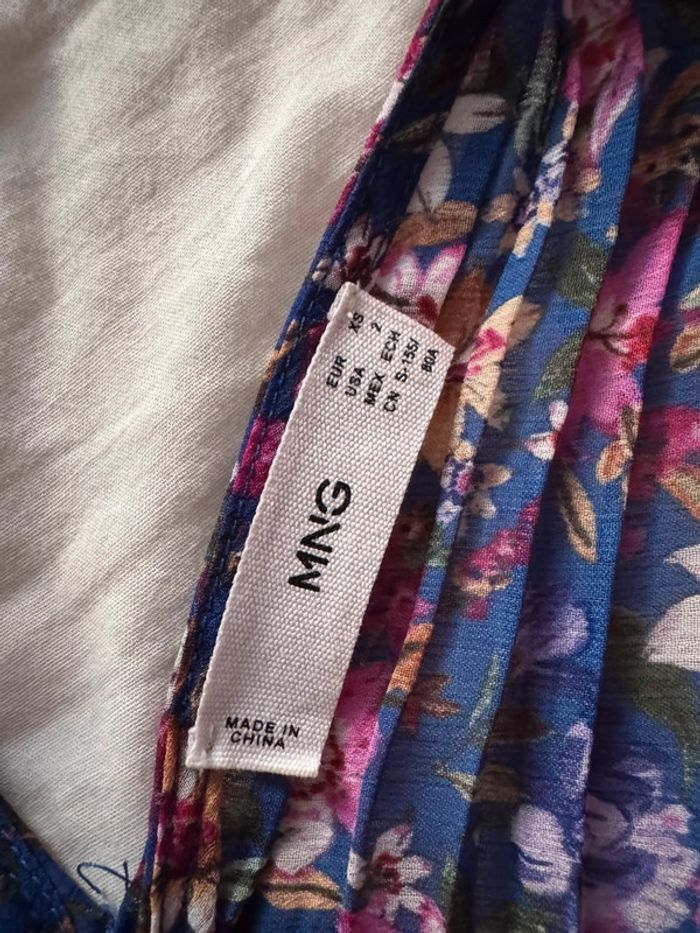 EUR XS
USA 2
MEX ECH
CN S-155/
80A
MNG
MADE IN
CHINA